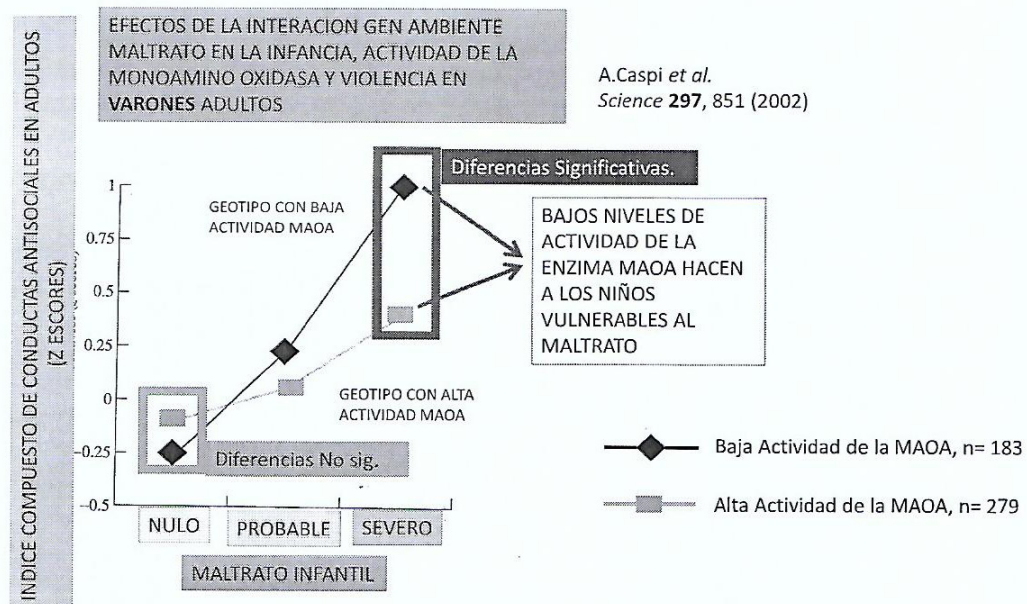 EFECTOS DE LA INTERACION GEN AMBIENTE
MALTRATO EN LA INFANCIA, ACTIVIDAD DE LA
MONOAMINO OXIDASA Y VIOLENCIA EN
VARONES ADULTOS
A.Caspi et al.
Science 297, 851 (2002)
INDICE COMPUESTO DE CONDUCTAS ANTISOCIALES EN ADULTOS
(Z ESCORES)
Diferencias Significativas.
1
0.75
0.5
0.25
0
-0.25
-0.5
GEOTIPO CON BAJA
ACTIVIDAD MAOA
BAJOS NIVELES DE
ACTIVIDAD DE LA
ENZIMA MAOA HACEN
A LOS NIÑOS
VULNERABLES AL
MALTRATO
GEOTIPO CON ALTA
ACTIVIDAD MAOA
Diferencias No sig.
Baja Actividad de la MAOA, n= 183
Alta Actividad de la MAOA, n= 279
NULO
PROBABLE
SEVERO
MALTRATO INFANTIL